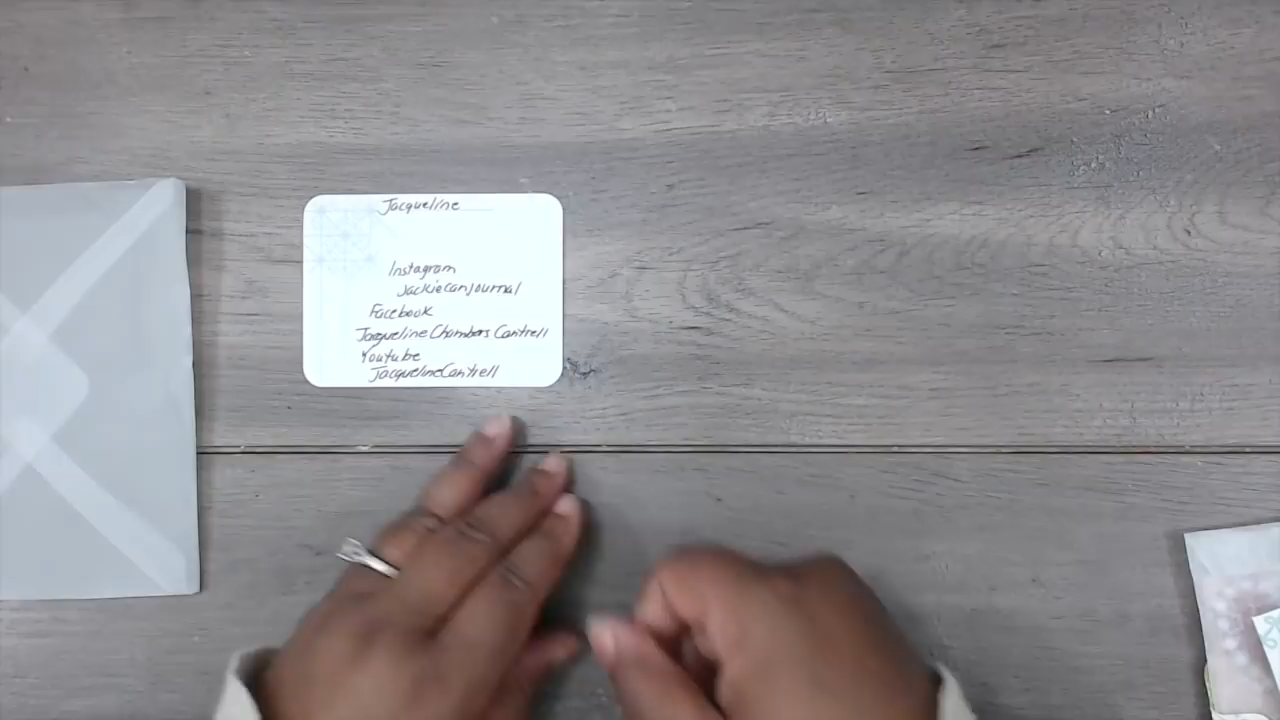 Jacqueline
Instagram
Jackiecanjournal
Facebook
Jacqueline Chambers Cantrell
Youtube
JacquelineCantrell